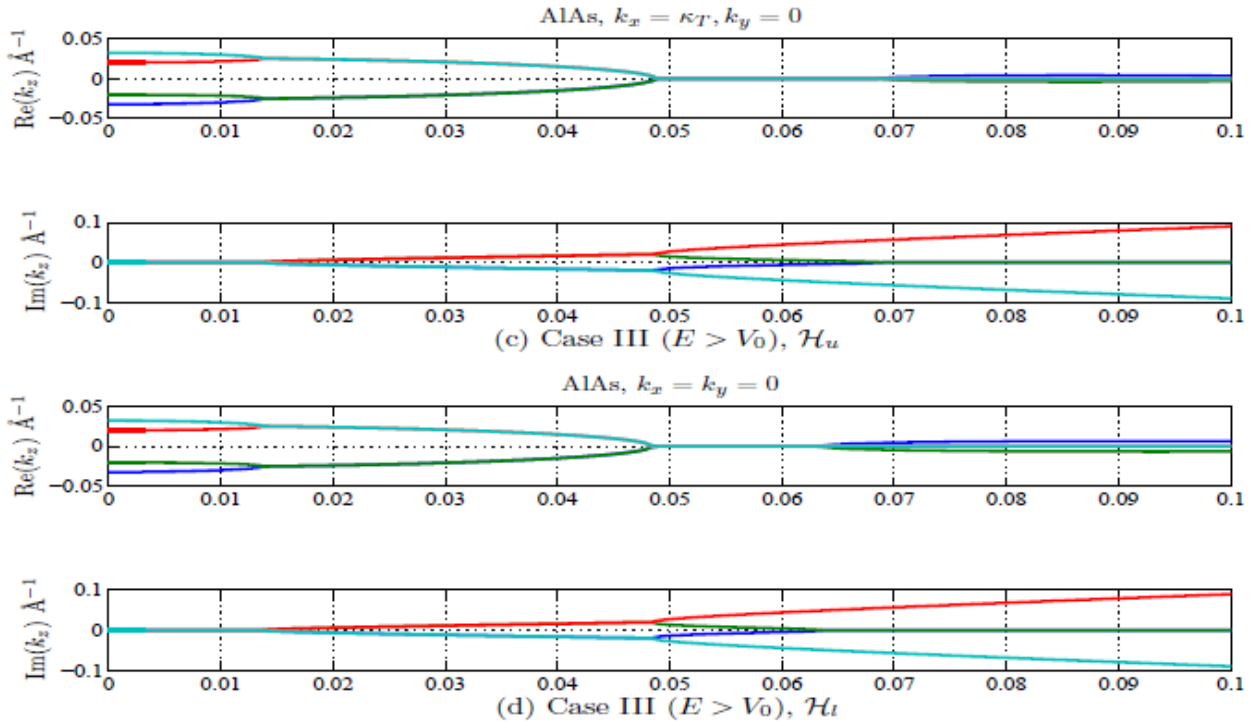 AlAs, $k_x = \kappa_T, k_y = 0$
Re($k_z$) Å$^{-1}$
0.05
0
−0.05
0 0.01 0.02 0.03 0.04 0.05 0.06 0.07 0.08 0.09 0.1
Im($k_z$) Å$^{-1}$
0.1
0
−0.1
0 0.01 0.02 0.03 0.04 0.05 0.06 0.07 0.08 0.09 0.1
(c) Case III ($E > V_0$), $\mathcal{H}_u$
AlAs, $k_x = k_y = 0$
Re($k_z$) Å$^{-1}$
0.05
0
−0.05
0 0.01 0.02 0.03 0.04 0.05 0.06 0.07 0.08 0.09 0.1
Im($k_z$) Å$^{-1}$
0.1
0
−0.1
0 0.01 0.02 0.03 0.04 0.05 0.06 0.07 0.08 0.09 0.1
(d) Case III ($E > V_0$), $\mathcal{H}_l$